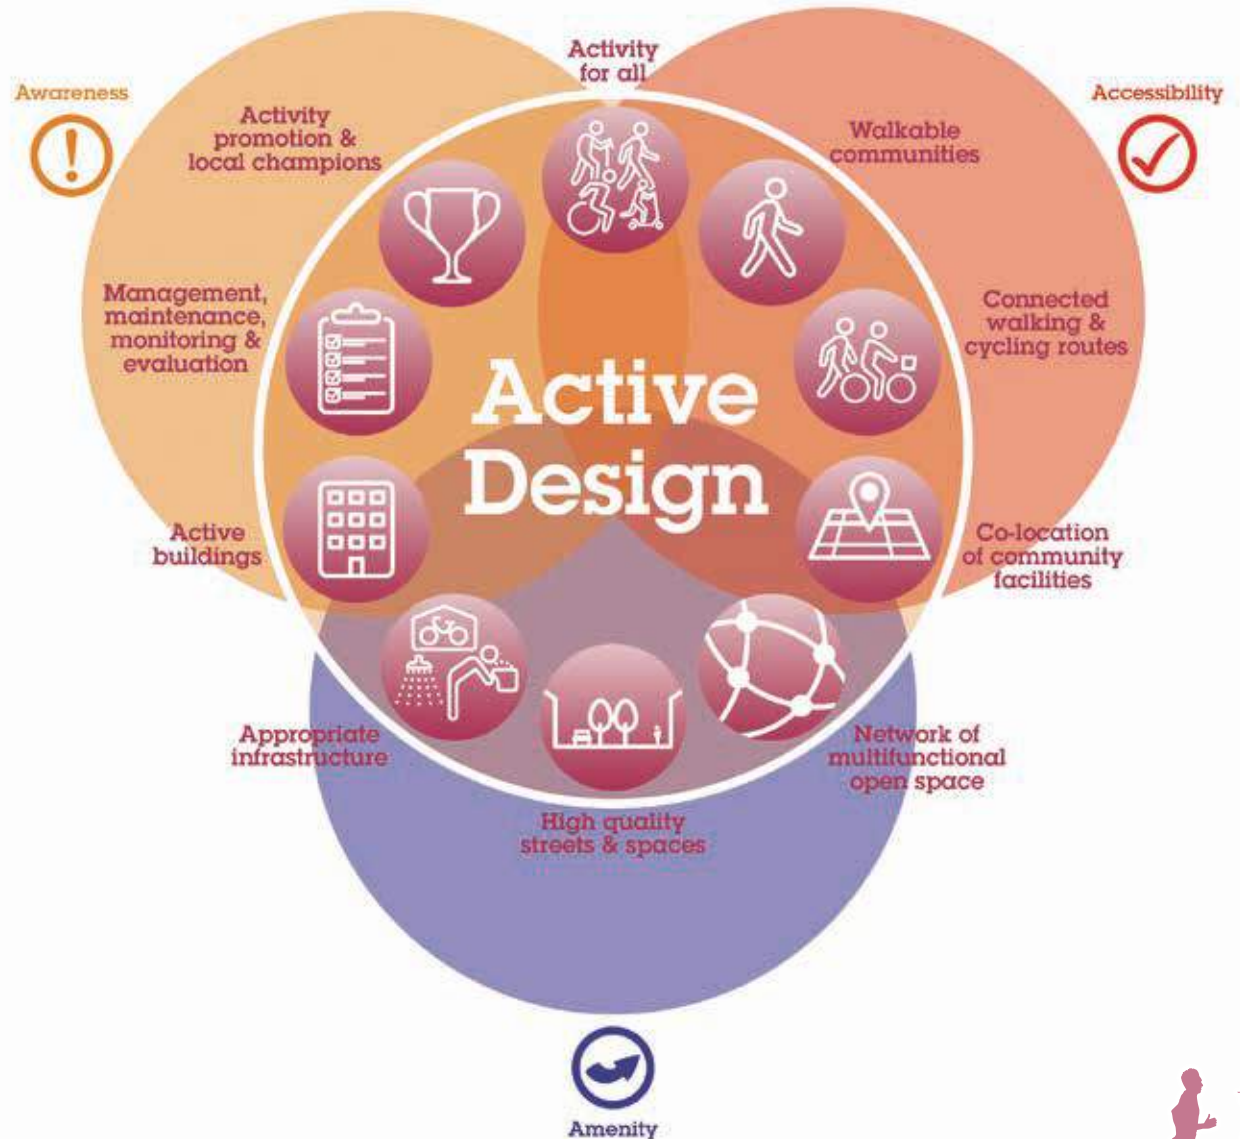 Activity
for all
Awareness
Accessibility
Activity
promotion &
local champions
Walkable
communities
Management,
maintenance,
monitoring &
evaluation
Connected
walking &
cycling routes
Active
Design
Active
buildings
Co-location
of community
facilities
Appropriate
infrastructure
Network of
multifunctional
open space
High quality
streets & spaces
Amenity